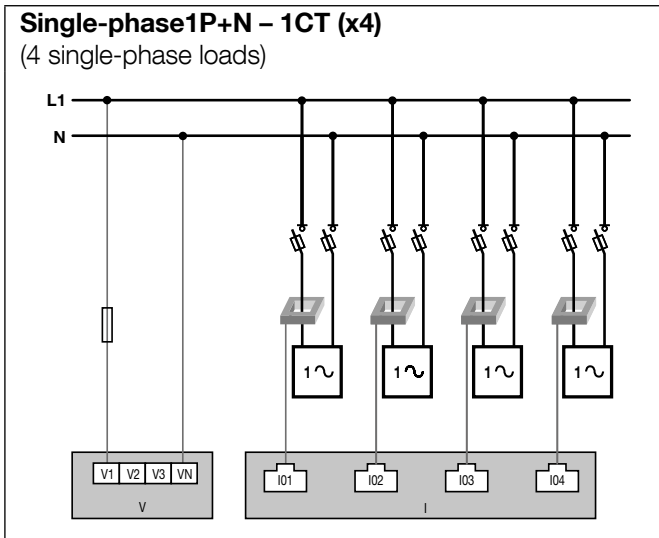 Single-phase1P+N – 1CT (x4)
(4 single-phase loads)
L1
N
1 1 1 1
V1 V2 V3 VN I01 I02 I03 I04
V I